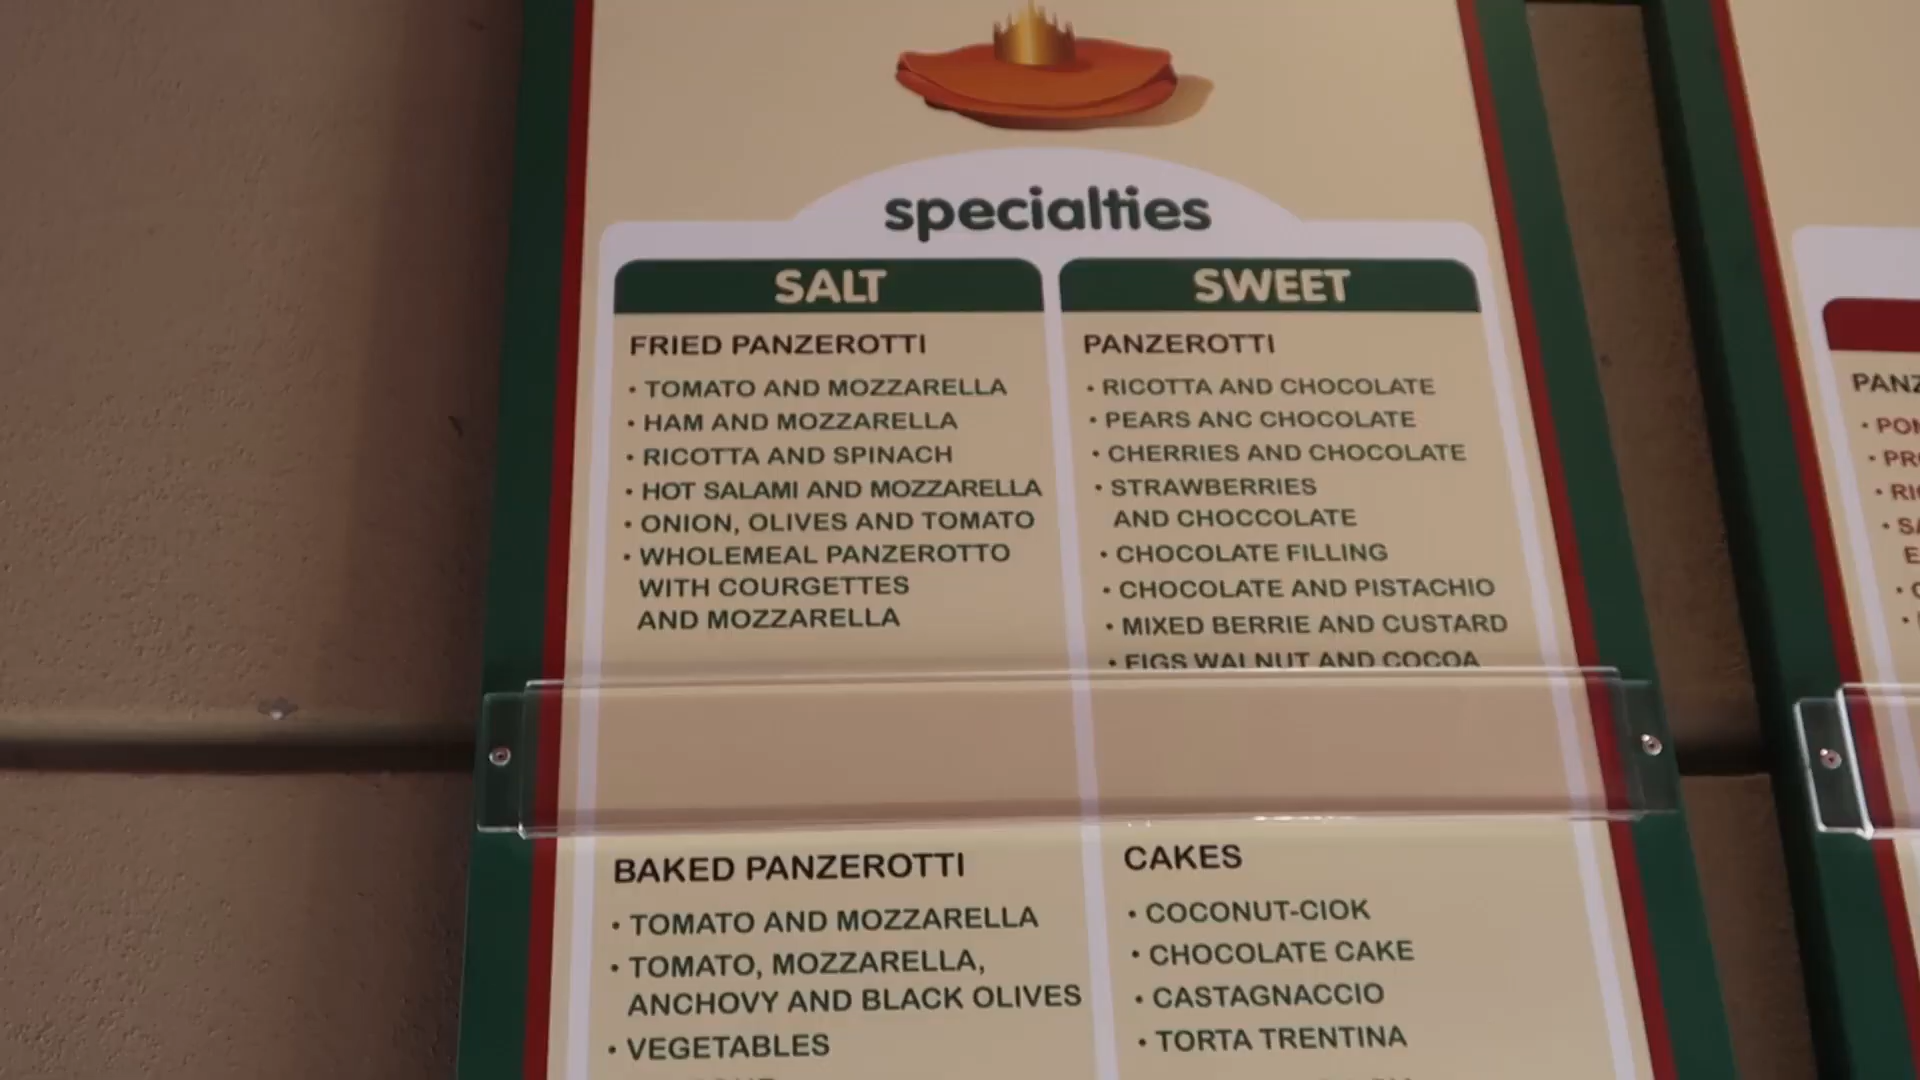 specialties
SALT
FRIED PANZEROTTI
• TOMATO AND MOZZARELLA
• HAM AND MOZZARELLA
• RICOTTA AND SPINACH
• HOT SALAMI AND MOZZARELLA
• ONION, OLIVES AND TOMATO
• WHOLEMEAL PANZEROTTO
WITH COURGETTES
AND MOZZARELLA
BAKED PANZEROTTI
• TOMATO AND MOZZARELLA
• TOMATO, MOZZARELLA,
ANCHOVY AND BLACK OLIVES
• VEGETABLES
SWEET
PANZEROTTI
• RICOTTA AND CHOCOLATE
• PEARS ANC CHOCOLATE
• CHERRIES AND CHOCOLATE
• STRAWBERRIES
AND CHOCCOLATE
• CHOCOLATE FILLING
• CHOCOLATE AND PISTACHIO
• MIXED BERRIE AND CUSTARD
• FIGS WALNUT AND COCOA
CAKES
• COCONUT-CIOK
• CHOCOLATE CAKE
• CASTAGNACCIO
• TORTA TRENTINA